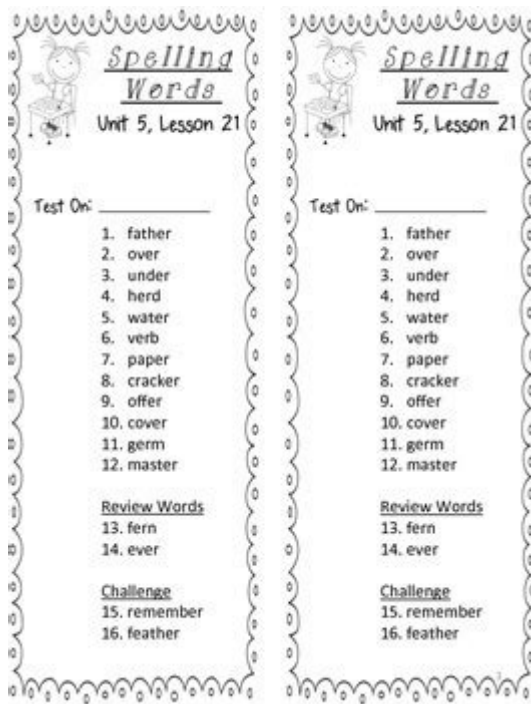 Spelling
Words
Unit 5, Lesson 21
Test On: ____________
1. father
2. over
3. under
4. herd
5. water
6. verb
7. paper
8. cracker
9. offer
10. cover
11. germ
12. master
Review Words
13. fern
14. ever
Challenge
15. remember
16. feather
Spelling
Words
Unit 5, Lesson 21
Test On: ____________
1. father
2. over
3. under
4. herd
5. water
6. verb
7. paper
8. cracker
9. offer
10. cover
11. germ
12. master
Review Words
13. fern
14. ever
Challenge
15. remember
16. feather